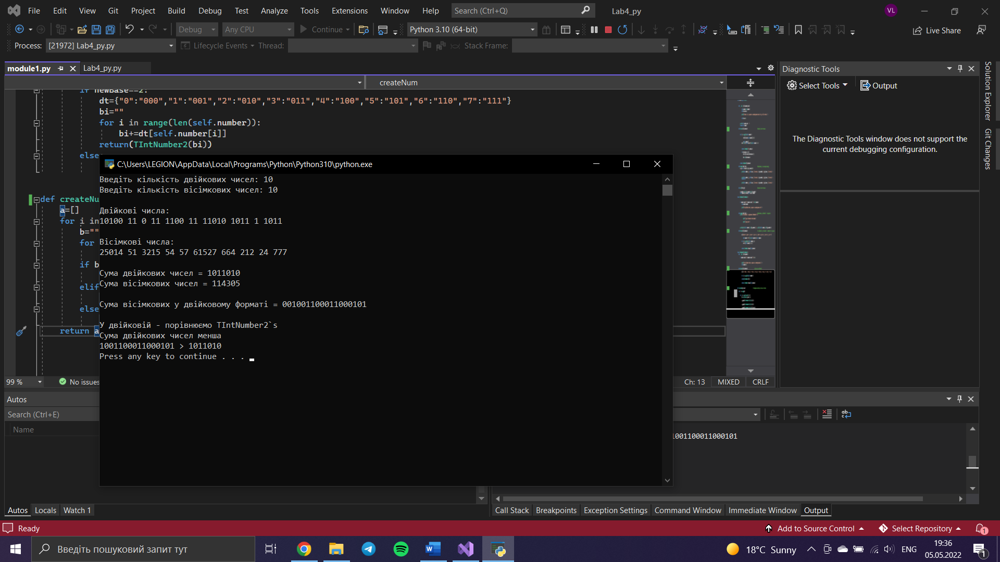 File Edit View Git Project Build Debug Test Analyze Tools Extensions Window Help Search (Ctrl+Q) Lab4_py VL
Debug Any CPU Continue Python 3.10 (64-bit) Live Share
Process: [21972] Lab4_py.py Lifecycle Events Thread: Stack Frame:
module1.py Lab4_py.py
createNum
if newBase==2:
dt={"0":"000","1":"001","2":"010","3":"011","4":"100","5":"101","6":"110","7":"111"}
bi=""
for i in range(len(self.number)):
bi+=dt[self.number[i]]
return(TIntNumber2(bi))
else
def createNu
a=[]
for i in
b=""
for
if b
elif
else
return a
C:\Users\LEGION\AppData\Local\Programs\Python\Python310\python.exe
Введіть кількість двійкових чисел: 10
Введіть кількість вісімкових чисел: 10
Двійкові числа:
10100 11 0 11 1100 11 11010 1011 1 1011
Вісімкові числа:
25014 51 3215 54 57 61527 664 212 24 777
Сума двійкових чисел = 1011010
Сума вісімкових чисел = 114305
Сума вісімкових у двійковому форматі = 001001100011000101
У двійковій - порівнюємо TIntNumber2`s
Сума двійкових чисел менша
1001100011000101 > 1011010
Press any key to continue . . .
Diagnostic Tools
Select Tools Output
The Diagnostic Tools window does not support the
current debugging configuration.
Solution Explorer
Git Changes
99 % No issues Ch: 13 MIXED CRLF
Autos
Search (Ctrl+E)
Name
001100011000101
Autos Locals Watch 1
Call Stack Breakpoints Exception Settings Command Window Immediate Window Output
Ready Add to Source Control Select Repository 1
Введіть пошуковий запит тут
18°C Sunny ENG
19:36
05.05.2022
1